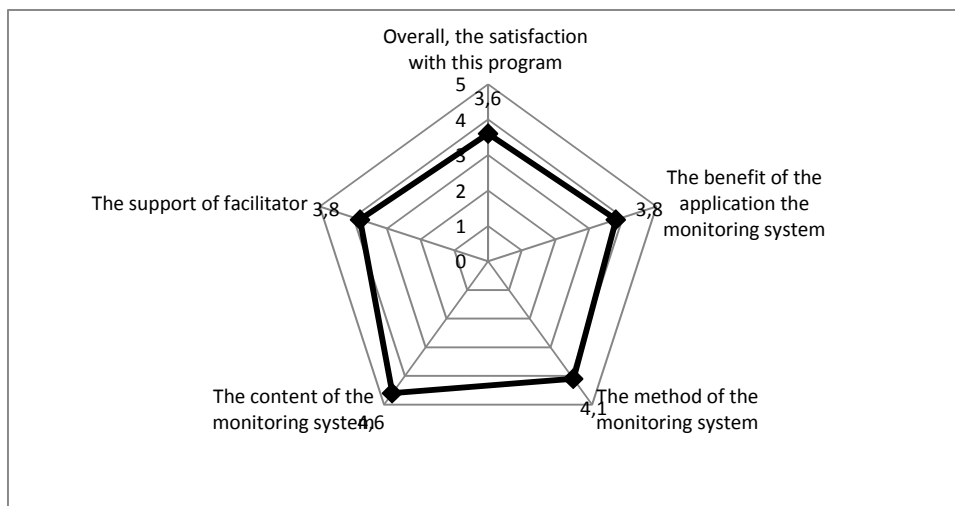 Overall, the satisfaction
with this program
5
3,6
4
3
2
1
0
The benefit of the
application the
monitoring system
3,8
The method of the
monitoring system
4,1
The content of the
monitoring system
4,6
The support of facilitator
3,8